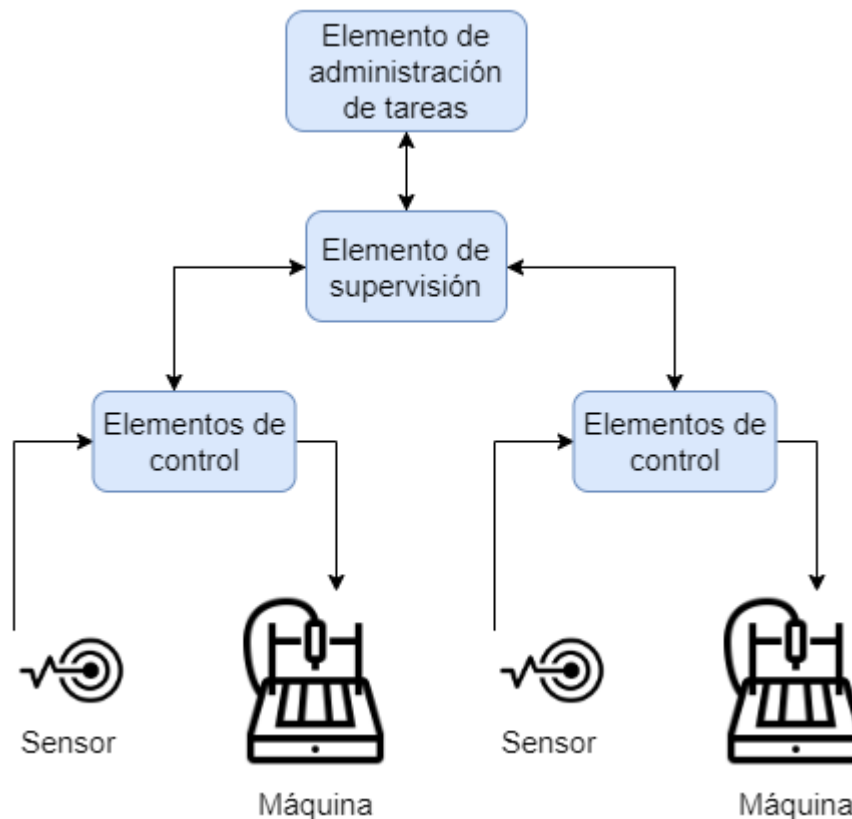 Elemento de
administración
de tareas
Elemento de
supervisión
Elementos de
control
Elementos de
control
Sensor
Máquina
Sensor
Máquina